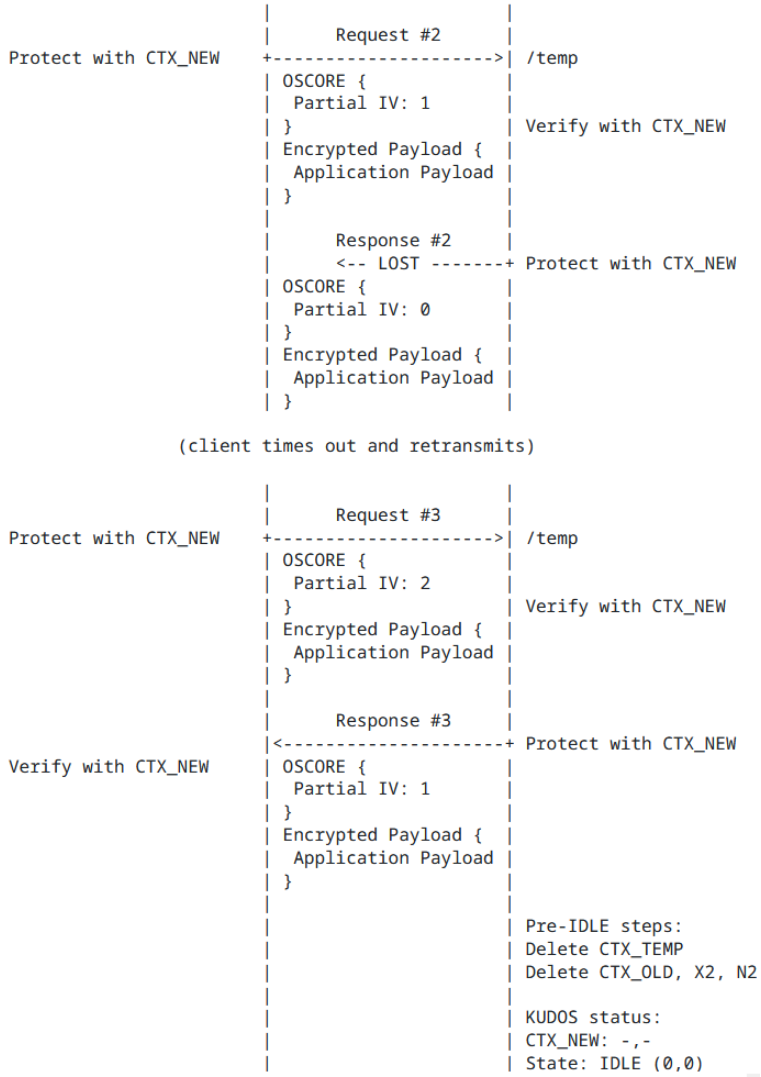 Request #2
Protect with CTX_NEW +--------------------->| /temp
| OSCORE { |
| Partial IV: 1 |
| } | Verify with CTX_NEW
| Encrypted Payload { |
| Application Payload |
| } |
| |
| Response #2 |
| <-- LOST -------+ Protect with CTX_NEW
| OSCORE { |
| Partial IV: 0 |
| } |
| Encrypted Payload { |
| Application Payload |
| } |
(client times out and retransmits)
| |
| Request #3 |
Protect with CTX_NEW +--------------------->| /temp
| OSCORE { |
| Partial IV: 2 |
| } | Verify with CTX_NEW
| Encrypted Payload { |
| Application Payload |
| } |
| |
| Response #3 |
|<---------------------+ Protect with CTX_NEW
Verify with CTX_NEW | OSCORE { |
| Partial IV: 1 |
| } |
| Encrypted Payload { |
| Application Payload |
| } |
| |
| | Pre-IDLE steps:
| | Delete CTX_TEMP
| | Delete CTX_OLD, X2, N2
| |
| | KUDOS status:
| | CTX_NEW: -,-
| | State: IDLE (0,0)